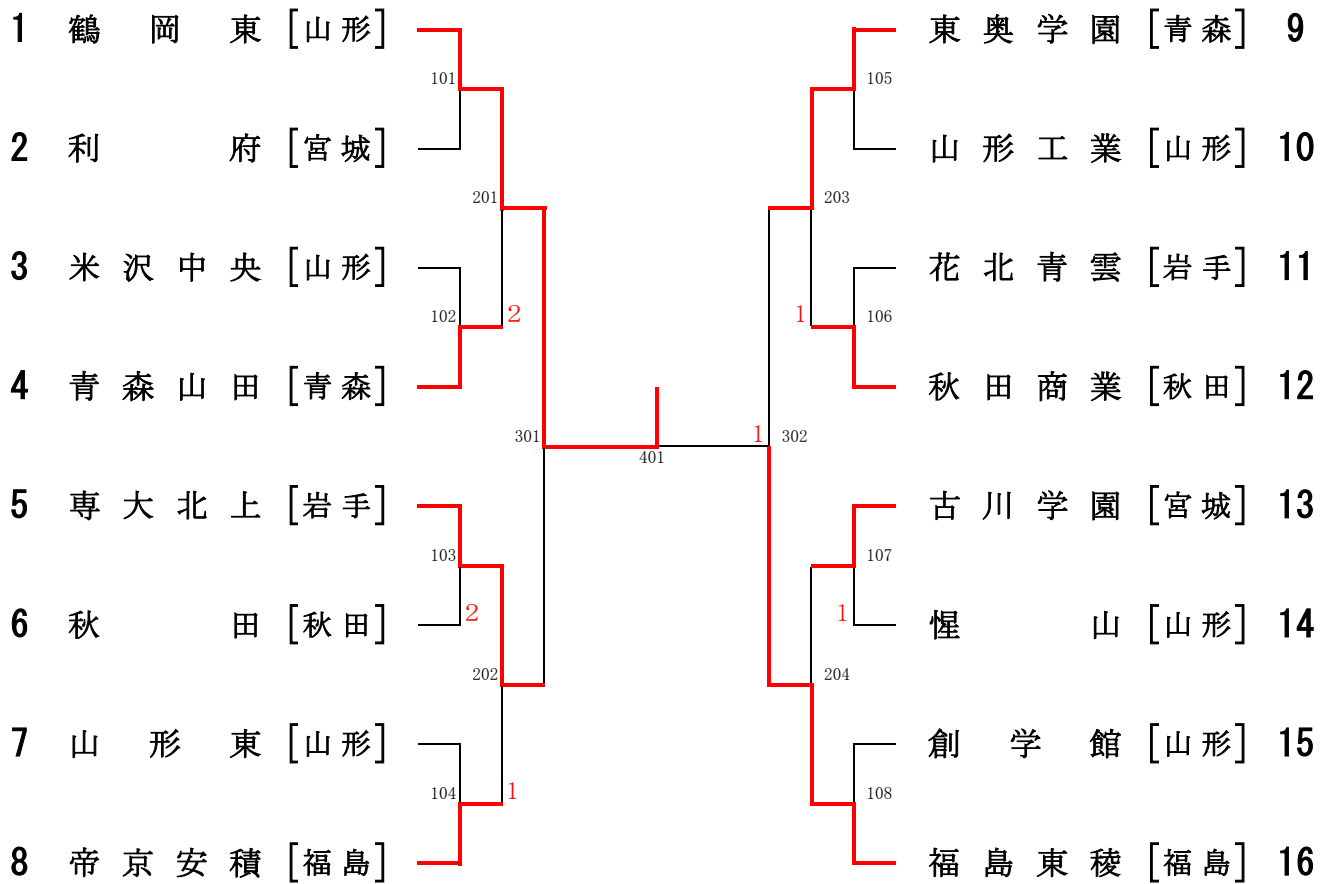 1 鶴岡東 [山形]
101
2 利府 [宮城]
201
3 米沢中央 [山形]
102 2
4 青森山田 [青森]
301
5 専大北上 [岩手]
103
6 秋田 [秋田] 2
202
7 山形東 [山形]
104 1
8 帝京安積 [福島]
401
東奥学園 [青森] 9
105
山形工業 [山形] 10
203
花北青雲 [岩手] 11
1 106
秋田商業 [秋田] 12
1 302
古川学園 [宮城] 13
107
1 惺山 [山形] 14
204
創学館 [山形] 15
108
福島東稜 [福島] 16